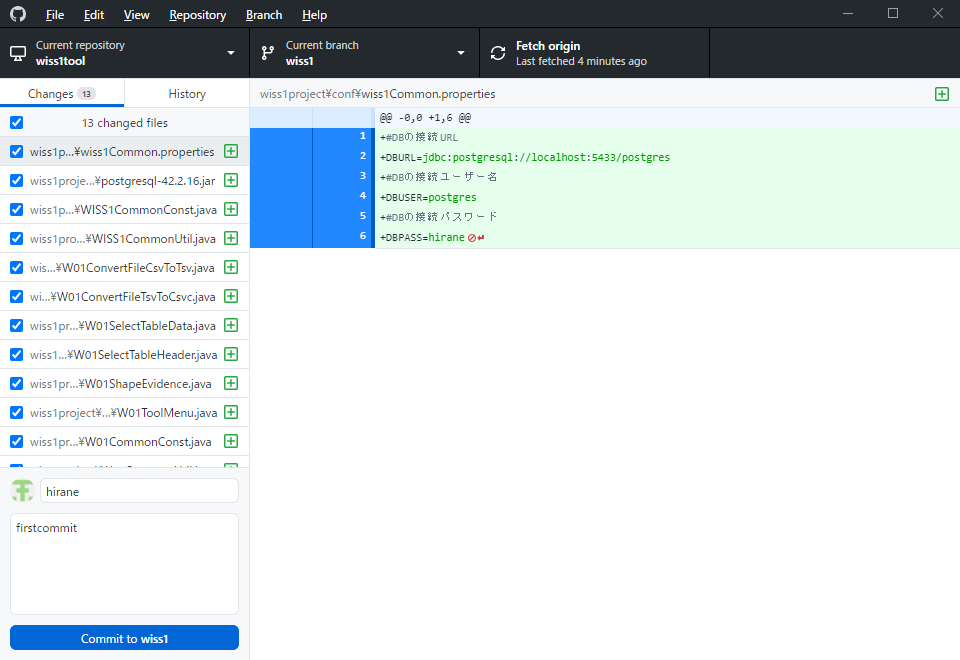 File Edit View Repository Branch Help
Current repository
wiss1tool
Current branch
wiss1
Fetch origin
Last fetched 4 minutes ago
Changes 13 History
wiss1project¥conf¥wiss1Common.properties
13 changed files
@@ -0,0 +1,6 @@
1 +#DBの接続URL
2 +DBURL=jdbc:postgresql://localhost:5433/postgres
3 +#DBの接続ユーザー名
4 +DBUSER=postgres
5 +#DBの接続パスワード
6 +DBPASS=hirane
wiss1p...¥wiss1Common.properties
wiss1proje...¥postgresql-42.2.16.jar
wiss1p...¥WISS1CommonConst.java
wiss1pro...¥WISS1CommonUtil.java
wis...¥W01ConvertFileCsvToTsv.java
wi...¥W01ConvertFileTsvToCsvc.java
wiss1pr...¥W01SelectTableData.java
wiss1...¥W01SelectTableHeader.java
wiss1pr...¥W01ShapeEvidence.java
wiss1project¥...¥W01ToolMenu.java
wiss1pr...¥W01CommonConst.java
hirane
firstcommit
Commit to wiss1